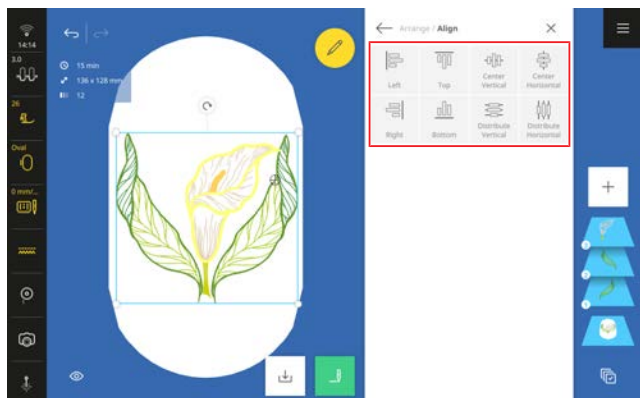 14:14
3.0
26
Oval
0 mm/...
15 min
136 x 128 mm
12
Arrange / Align
Left
Top
Center
Vertical
Center
Horizontal
Right
Bottom
Distribute
Vertical
Distribute
Horizontal